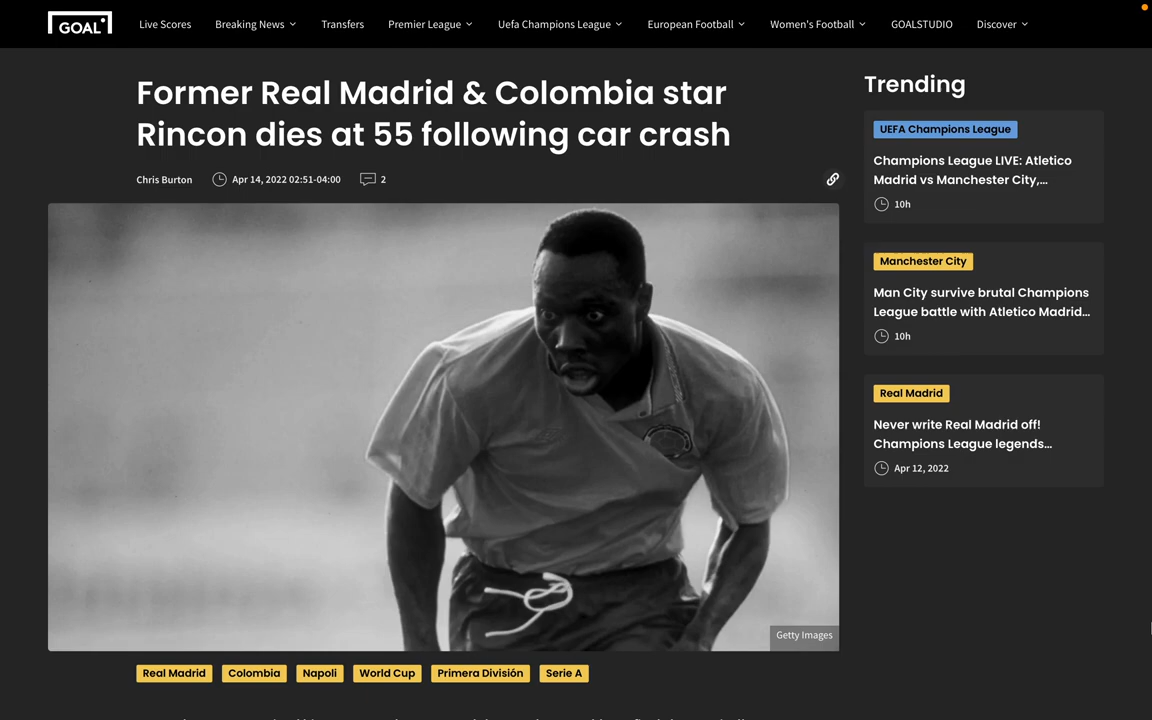 GOAL
Live Scores
Breaking News
Transfers
Premier League
Uefa Champions League
European Football
Women's Football
GOALSTUDIO
Discover
Former Real Madrid & Colombia star
Rincon dies at 55 following car crash
Chris Burton
Apr 14, 2022 02:51-04:00
2
Getty Images
Real Madrid
Colombia
Napoli
World Cup
Primera División
Serie A
Trending
UEFA Champions League
Champions League LIVE: Atletico
Madrid vs Manchester City,...
10h
Manchester City
Man City survive brutal Champions
League battle with Atletico Madrid...
10h
Real Madrid
Never write Real Madrid off!
Champions League legends...
Apr 12, 2022